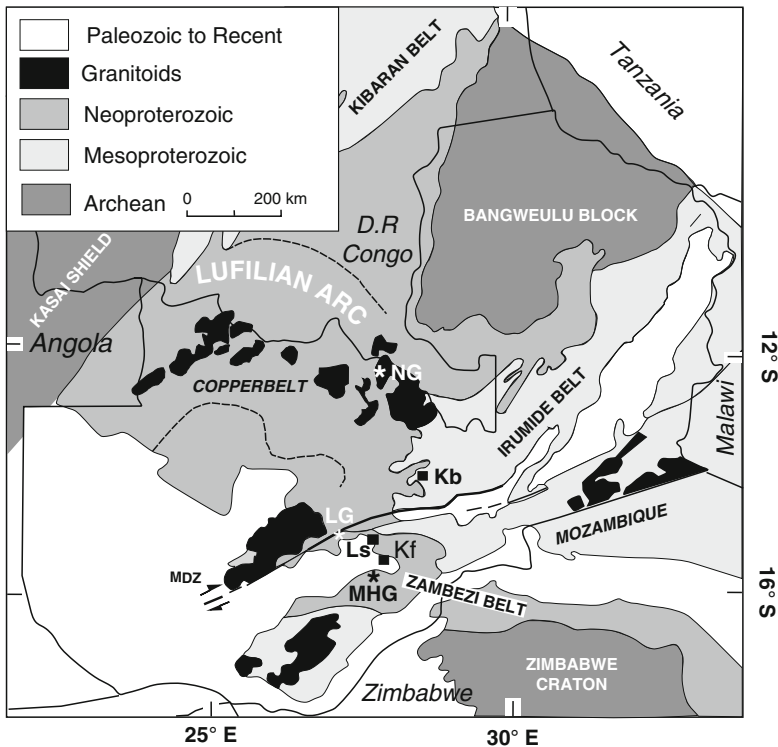 Paleozoic to Recent
Granitoids
Neoproterozoic
Mesoproterozoic
Archean
0 200 km
KIBARAN BELT
Tanzania
D.R
Congo
BANGWEULU BLOCK
KASAI SHIELD
LUFILIAN ARC
Angola
12° S
COPPERBELT
* NG
IRUMIDE BELT
Malawi
Kb
LG
MOZAMBIQUE
Ls
Kf
MDZ
*
MHG
ZAMBEZI BELT
16° S
ZIMBABWE
CRATON
Zimbabwe
25° E
30° E